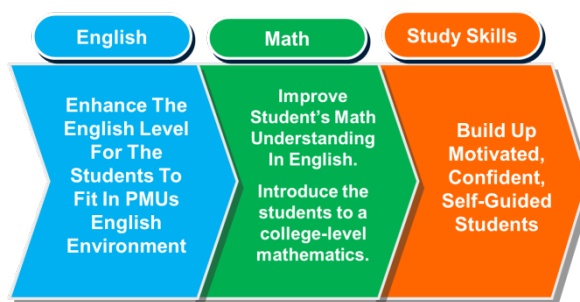 English
Enhance The
English Level
For The
Students To
Fit In PMUs
English
Environment
Math
Improve
Student's Math
Understanding
In English.
Introduce the
students to a
college-level
mathematics.
Study Skills
Build Up
Motivated,
Confident,
Self-Guided
Students